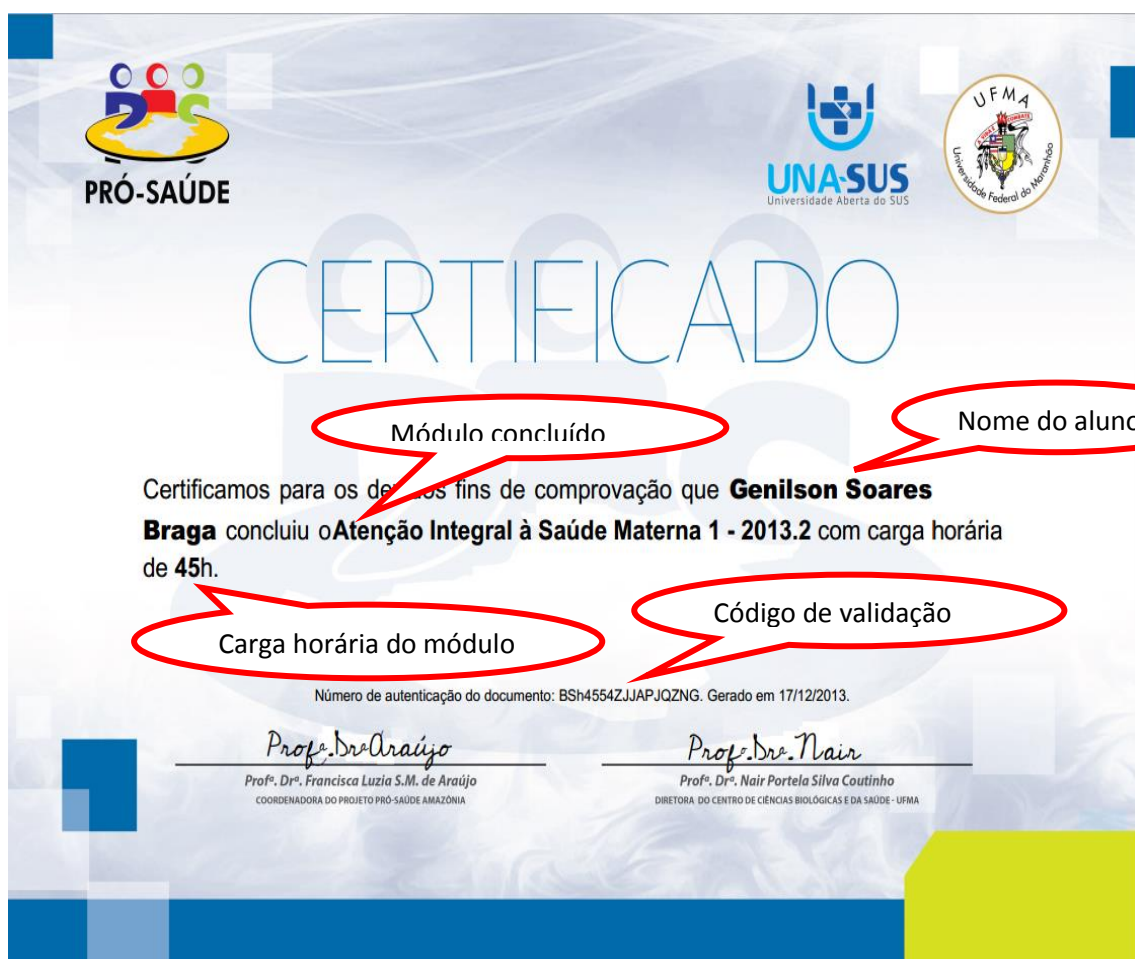 PRÓ-SAÚDE
UNA-SUS
Universidade Aberta do SUS
UFMA
Universidade Federal do Maranhão
CERTIFICADO
Módulo concluído
Nome do aluno
Certificamos para os de os fins de comprovação que Genilson Soares
Braga concluiu oAtenção Integral à Saúde Materna 1 - 2013.2 com carga horária
de 45h.
Código de validação
Carga horária do módulo
Número de autenticação do documento: BSh4554ZJJAPJQZNG. Gerado em 17/12/2013.
Profª. Drª Araújo
Profª. Drª. Nair
Profª. Drª. Francisca Luzia S.M. de Araújo
Profª. Drª. Nair Portela Silva Coutinho
COORDENADORA DO PROJETO PRÓ-SAÚDE AMAZÔNIA
DIRETORA DO CENTRO DE CIÊNCIAS BIOLÓGICAS E DA SAÚDE - UFMA